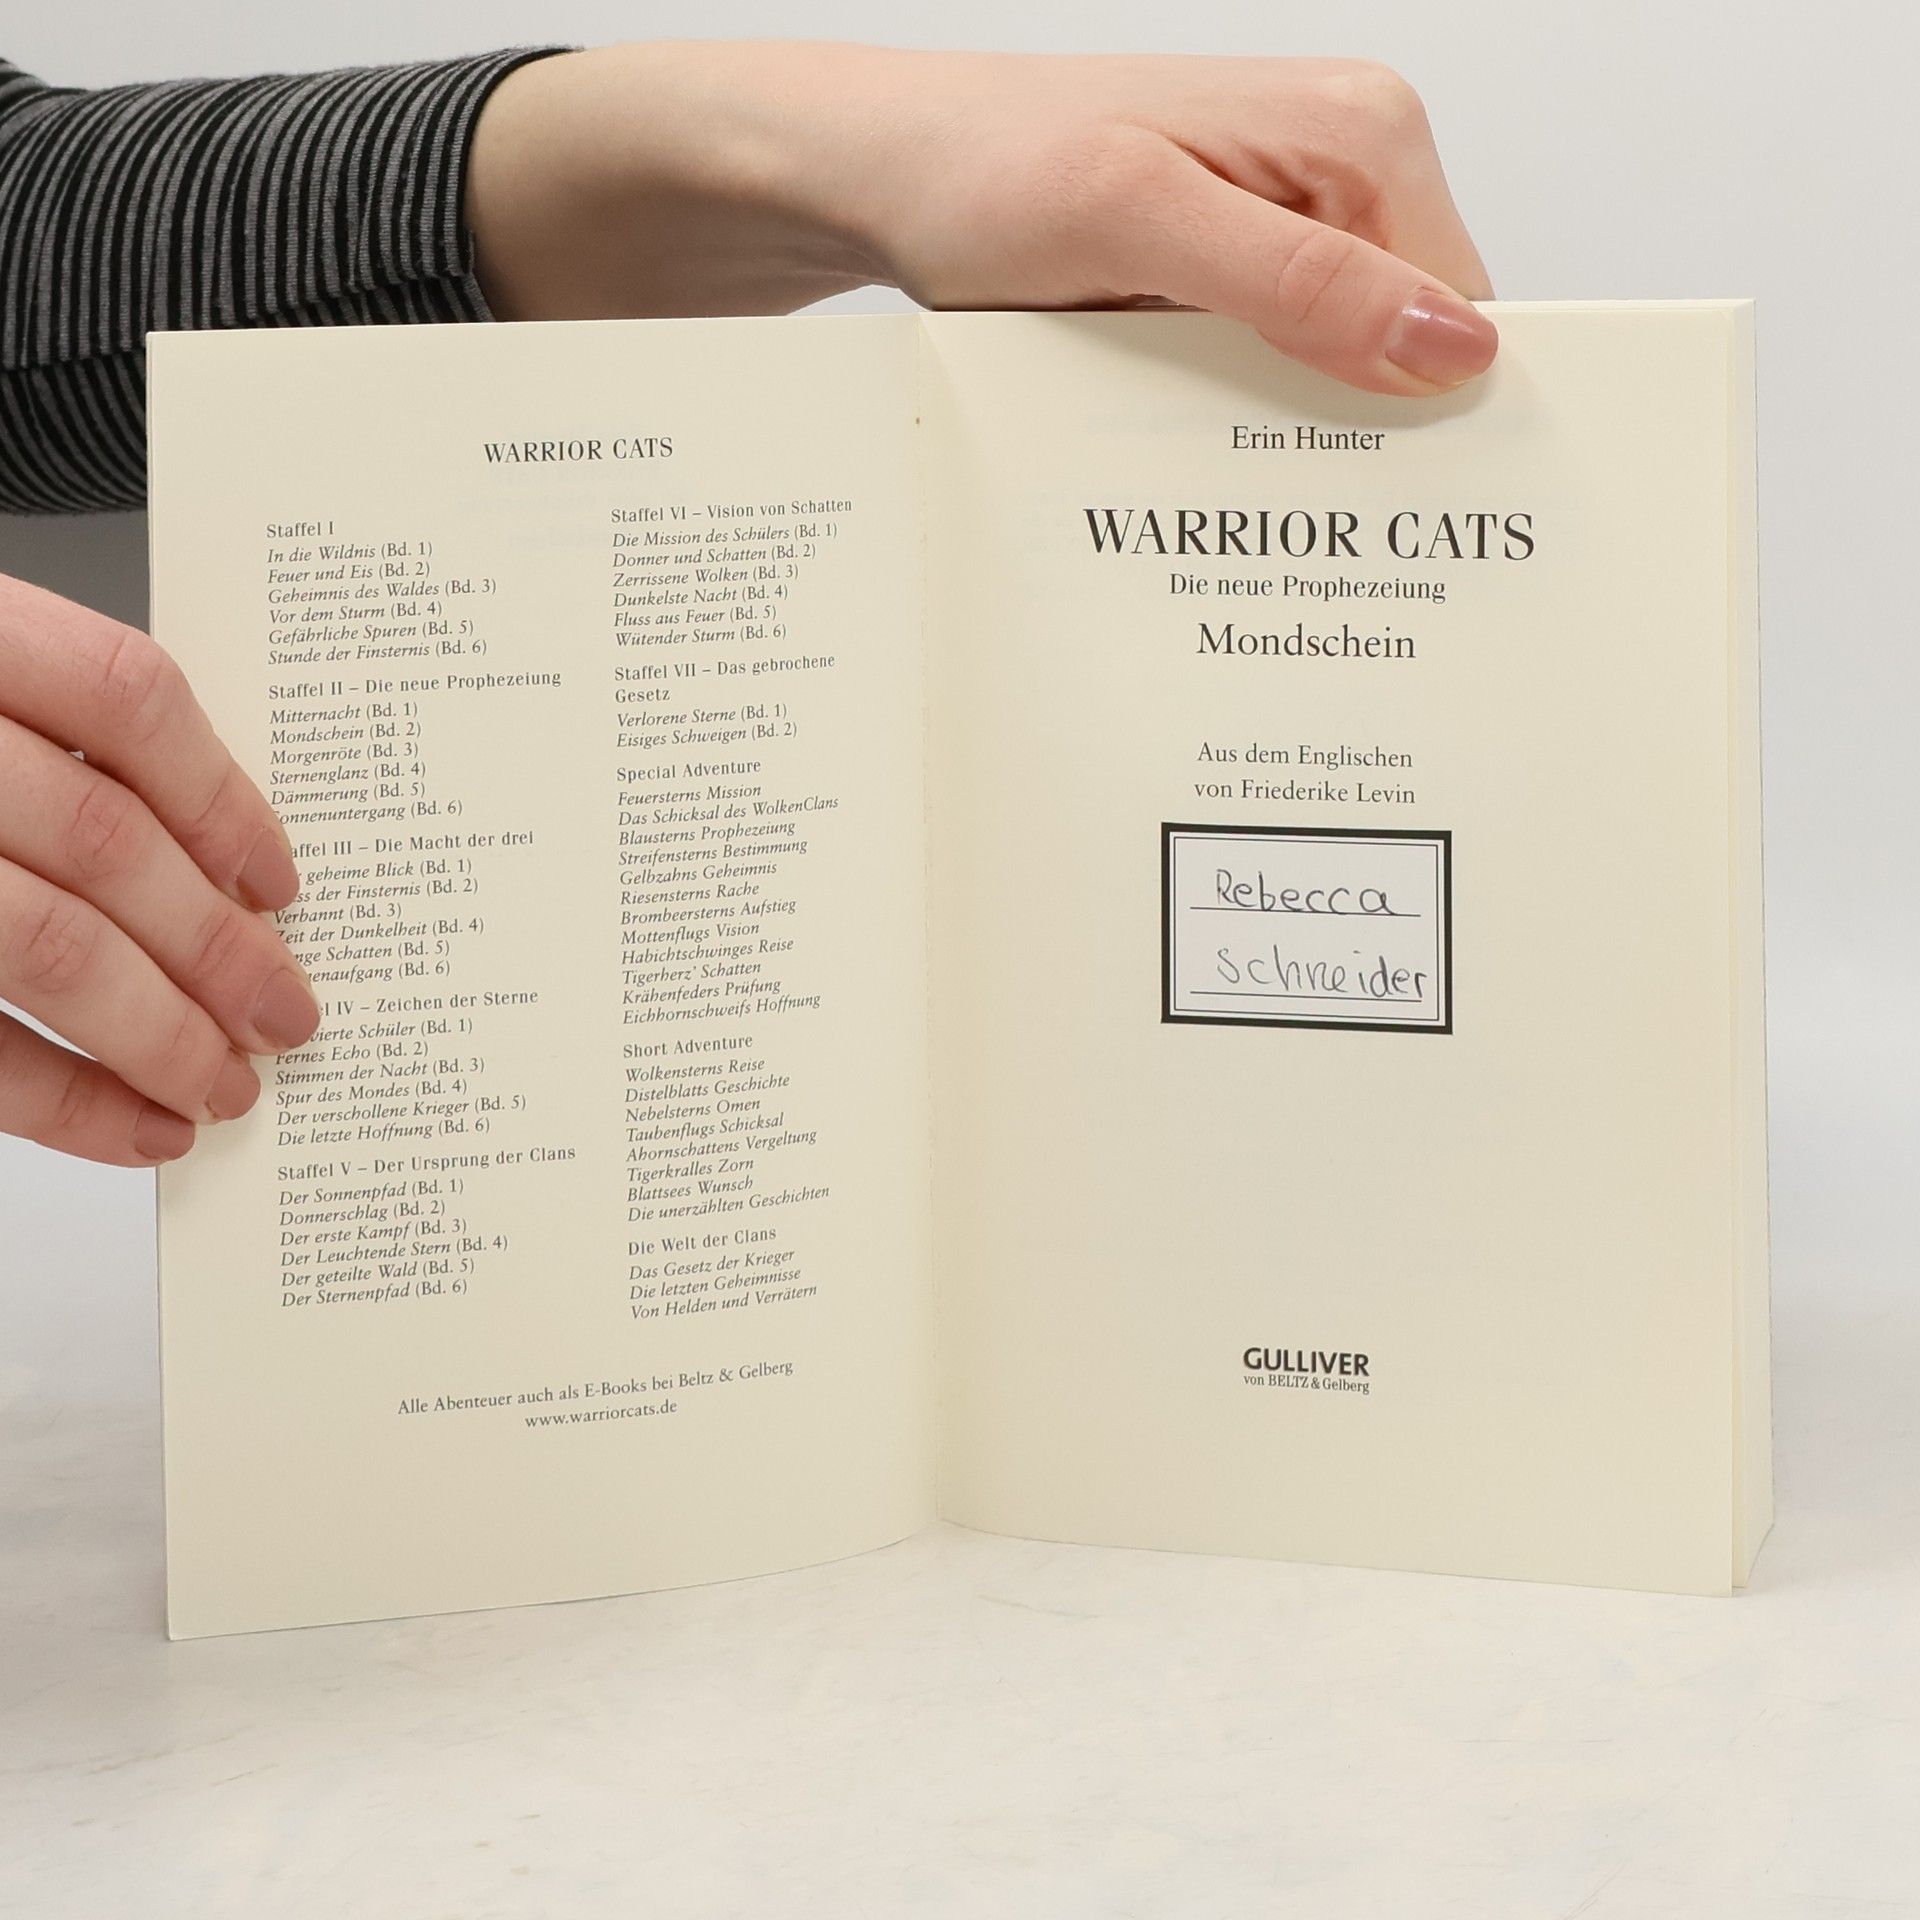 WARRIOR CATS
Staffel I
In die Wildnis (Bd. 1)
Feuer und Eis (Bd. 2)
Geheimnis des Waldes (Bd. 3)
Vor dem Sturm (Bd. 4)
Gefährliche Spuren (Bd. 5)
Stunde der Finsternis (Bd. 6)
Staffel II – Die neue Prophezeiung
Mitternacht (Bd. 1)
Mondschein (Bd. 2)
Morgenröte (Bd. 3)
Sternenglanz (Bd. 4)
Dämmerung (Bd. 5)
onnenuntergang (Bd. 6)
affel III – Die Macht der drei
geheime Blick (Bd. 1)
ss der Finsternis (Bd. 2)
Verbannt (Bd. 3)
Zeit der Dunkelheit (Bd. 4)
nge Schatten (Bd. 5)
enaufgang (Bd. 6)
l IV – Zeichen der Sterne
vierte Schüler (Bd. 1)
Fernes Echo (Bd. 2)
Stimmen der Nacht (Bd. 3)
Spur des Mondes (Bd. 4)
Der verschollene Krieger (Bd. 5)
Die letzte Hoffnung (Bd. 6)
Staffel V – Der Ursprung der Clans
Der Sonnenpfad (Bd. 1)
Donnerschlag (Bd. 2)
Der erste Kampf (Bd. 3)
Der Leuchtende Stern (Bd. 4)
Der geteilte Wald (Bd. 5)
Der Sternenpfad (Bd. 6)
Staffel VI – Vision von Schatten
Die Mission des Schülers (Bd. 1)
Donner und Schatten (Bd. 2)
Zerrissene Wolken (Bd. 3)
Dunkelste Nacht (Bd. 4)
Fluss aus Feuer (Bd. 5)
Wütender Sturm (Bd. 6)
Staffel VII – Das gebrochene
Gesetz
Verlorene Sterne (Bd. 1)
Eisiges Schweigen (Bd. 2)
Special Adventure
Feuersterns Mission
Das Schicksal des WolkenClans
Blausterns Prophezeiung
Streifensterns Bestimmung
Gelbzahns Geheimnis
Riesensterns Rache
Brombeersterns Aufstieg
Mottenflugs Vision
Habichtschwinges Reise
Tigerherz' Schatten
Krähenfeders Prüfung
Eichhornschweifs Hoffnung
Short Adventure
Wolkensterns Reise
Distelblatts Geschichte
Nebelsterns Omen
Taubenflugs Schicksal
Ahornschattens Vergeltung
Tigerkralles Zorn
Blattsees Wunsch
Die unerzählten Geschichten
Die Welt der Clans
Das Gesetz der Krieger
Die letzten Geheimnisse
Von Helden und Verrätern
Alle Abenteuer auch als E-Books bei Beltz & Gelberg
www.warriorcats.de
Erin Hunter
WARRIOR CATS
Die neue Prophezeiung
Mondschein
Aus dem Englischen
von Friederike Levin
Rebecca
Schneider
GULLIVER
von BELTZ & Gelberg